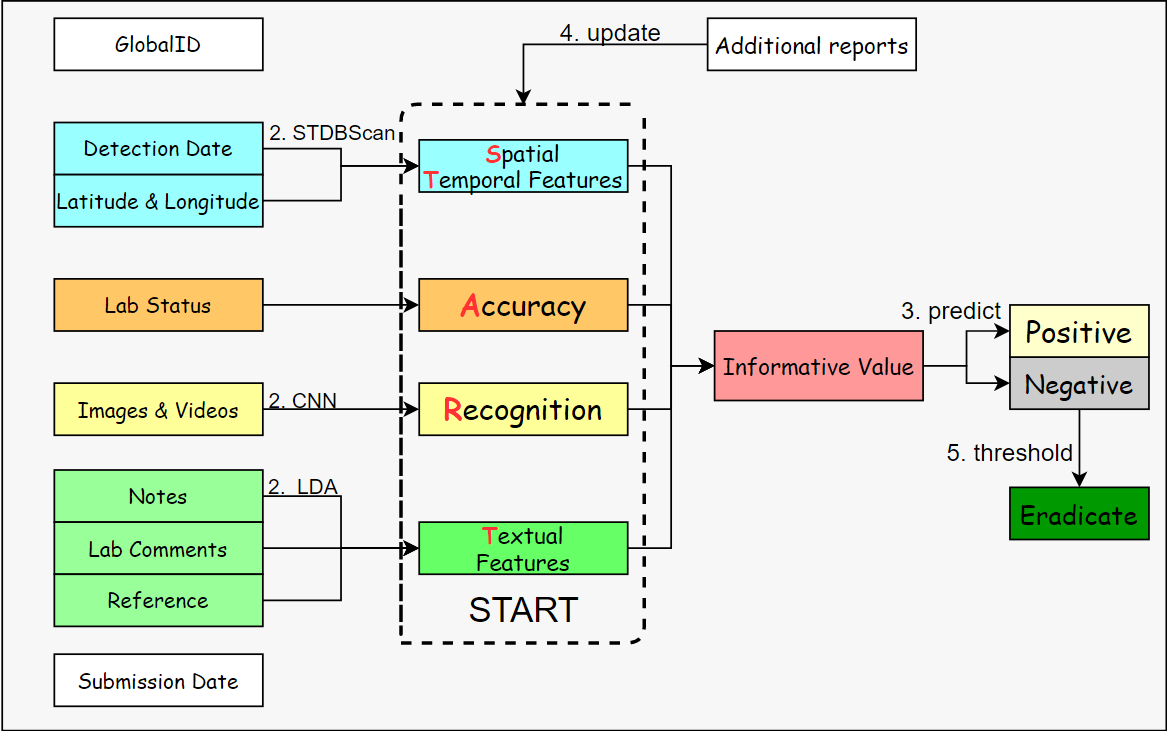 GlobalID
4. update
Additional reports
Detection Date
2. STDBScan
Latitude & Longitude
Spatial
Temporal Features
Lab Status
Accuracy
3. predict
Positive
Informative Value
Negative
Images & Videos
2. CNN
Recognition
5. threshold
Notes
2. LDA
Eradicate
Lab Comments
Textual
Features
Reference
START
Submission Date